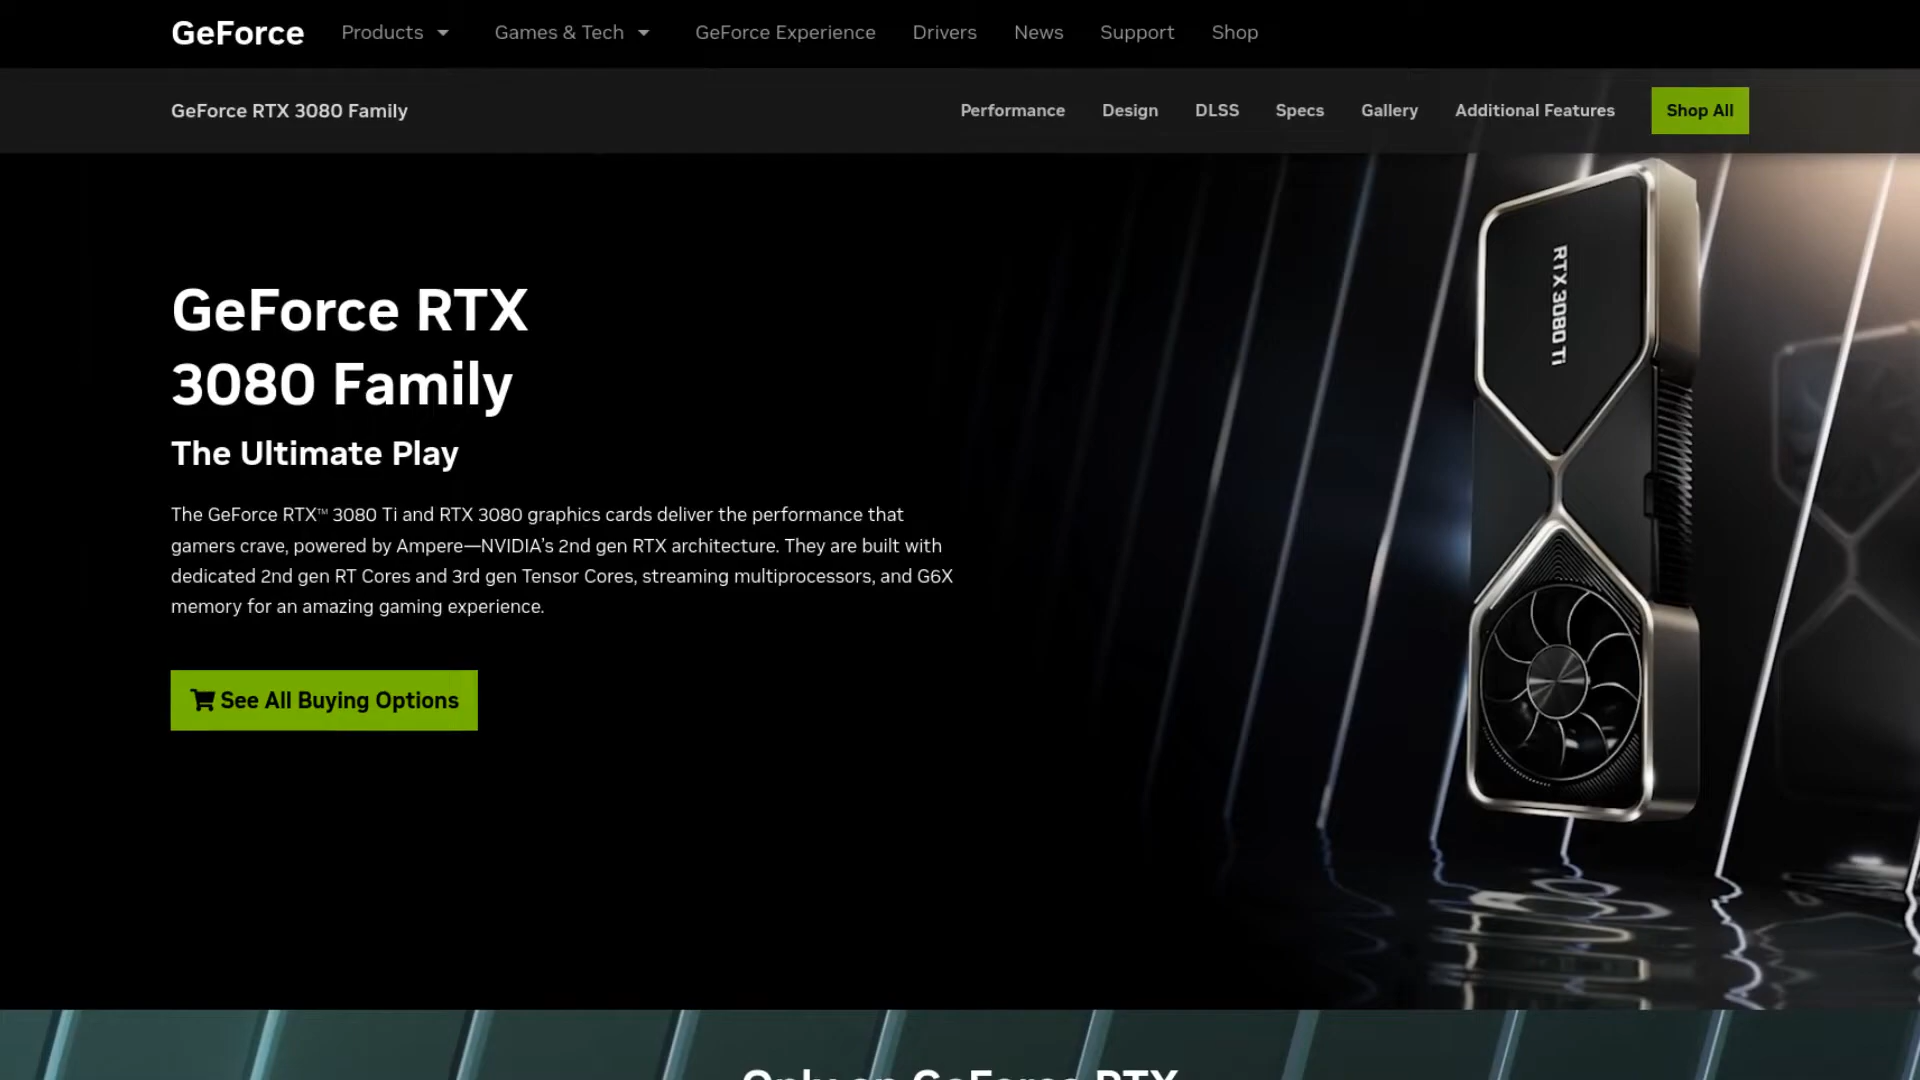 GeForce
Products
Games & Tech
GeForce Experience
Drivers
News
Support
Shop
GeForce RTX 3080 Family
Performance
Design
DLSS
Specs
Gallery
Additional Features
Shop All
GeForce RTX
3080 Family
The Ultimate Play
The GeForce RTX™ 3080 Ti and RTX 3080 graphics cards deliver the performance that
gamers crave, powered by Ampere—NVIDIA’s 2nd gen RTX architecture. They are built with
dedicated 2nd gen RT Cores and 3rd gen Tensor Cores, streaming multiprocessors, and G6X
memory for an amazing gaming experience.
See All Buying Options
RTX 3080 Ti
Only on GeForce RTX